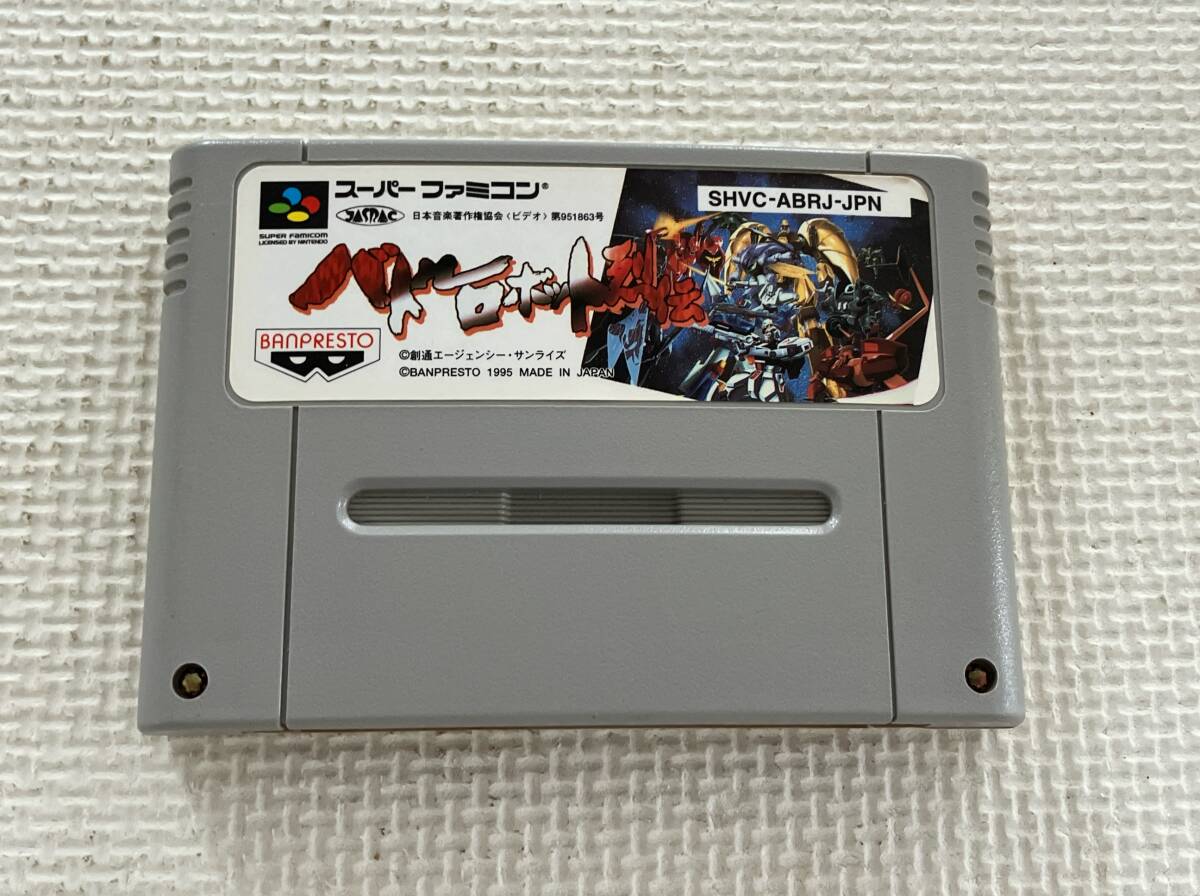 スーパーファミコン®
SHVC-ABRJ-JPN
JASRAC 日本音楽著作権協会〈ビデオ〉第951863号
SUPER FAMICOM
LICENSED BY NINTENDO
バトルロボット烈伝
BANPRESTO
©創通エージェンシー・サンライズ
©BANPRESTO 1995 MADE IN JAPAN